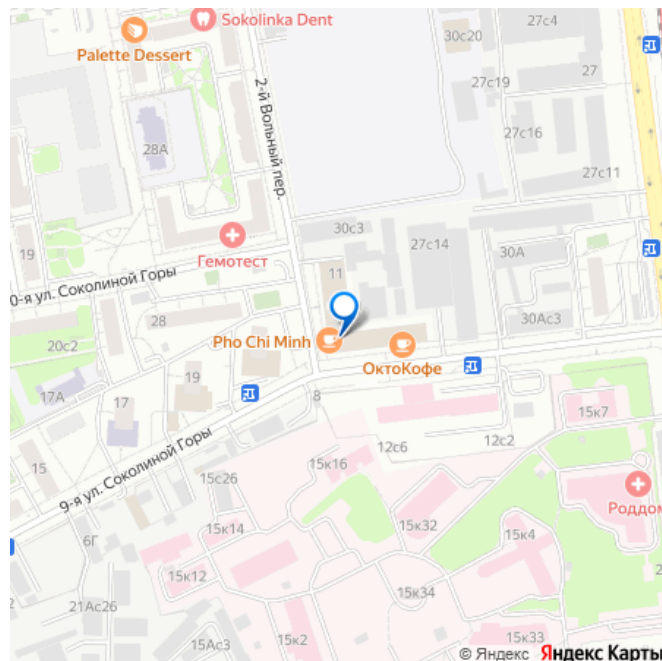 Sokolinka Dent
Palette Dessert
30с20
27с4
27с19
27
27с16
27с11
28А
2-й Вольный пер.
Гемотест
30с3
27с14
30А
19
0-я ул. Соколиной Горы
11
28
Pho Chi Minh
ОктоКофе
30Ас3
20с2
19
17А
17
8
15
9-я ул. Соколиной Горы
15к7
12с6
12с2
15с26
15к16
Роддом
15к14
15к32
15к4
6Г
15к12
15к34
21Ас26
15Ас3
15к2
15к33
2
© Яндекс Яндекс Карты